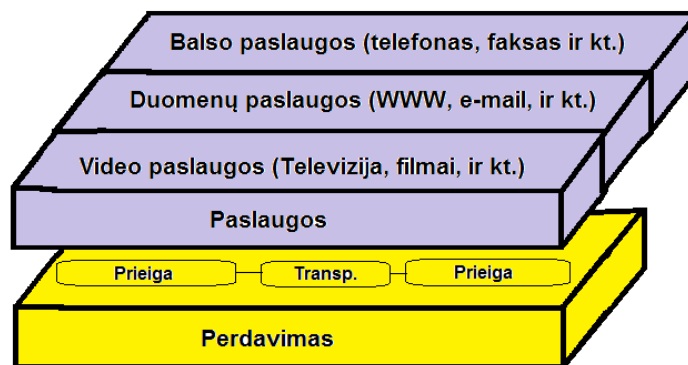 Balso paslaugos (telefonas, faksas ir kt.)
Duomenų paslaugos (WWW, e-mail, ir kt.)
Video paslaugos (Televizija, filmai, ir kt.)
Paslaugos
Prieiga Transp. Prieiga
Perdavimas